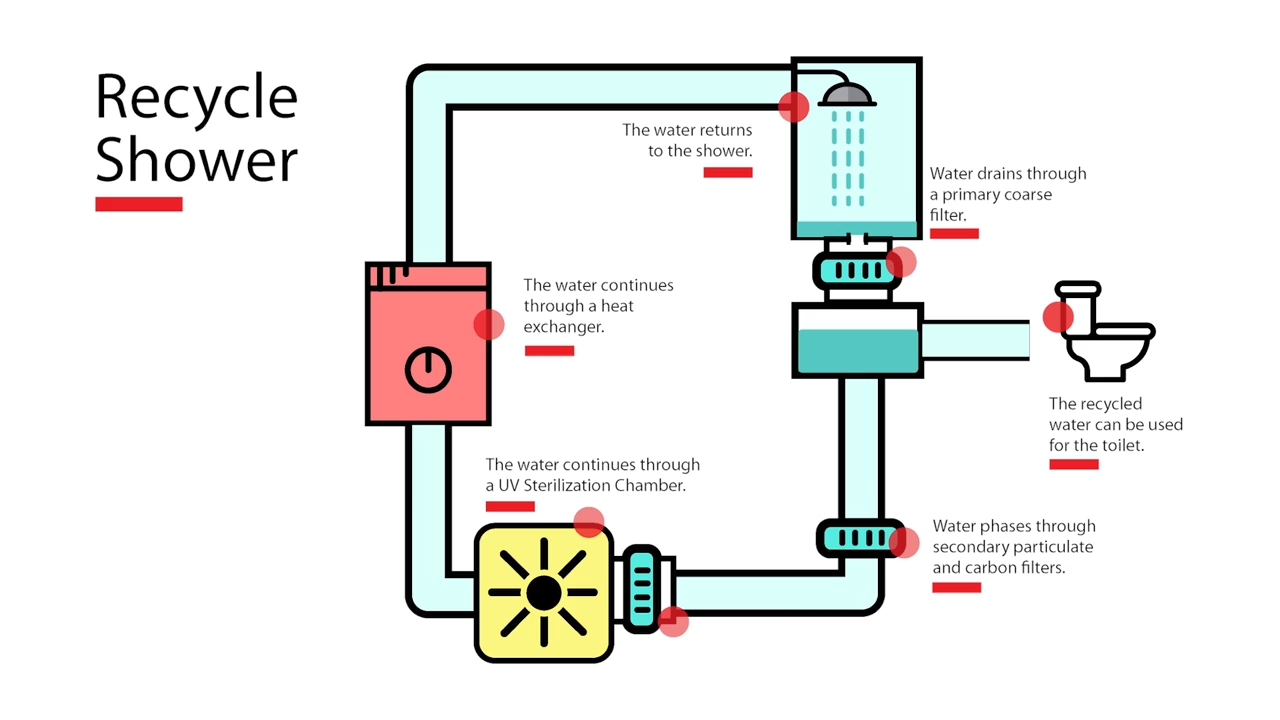 Recycle
Shower
The water returns
to the shower.
Water drains through
a primary coarse
filter.
The water continues
through a heat
exchanger.
The recycled
water can be used
for the toilet.
The water continues through
a UV Sterilization Chamber.
Water phases through
secondary particulate
and carbon filters.